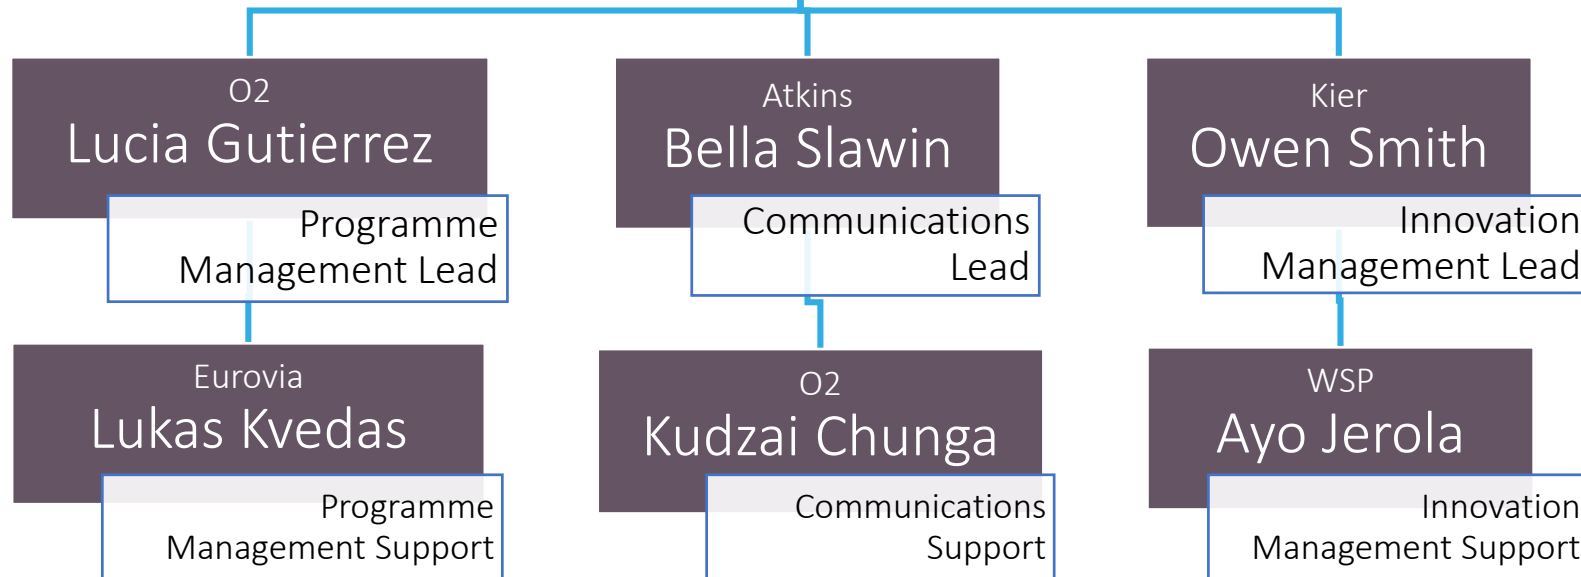 O2
Lucia Gutierrez
Programme
Management Lead
Atkins
Bella Slawin
Communications
Lead
Kier
Owen Smith
Innovation
Management Lead
Eurovia
Lukas Kvedas
Programme
Management Support
O2
Kudzai Chunga
Communications
Support
WSP
Ayo Jerola
Innovation
Management Support